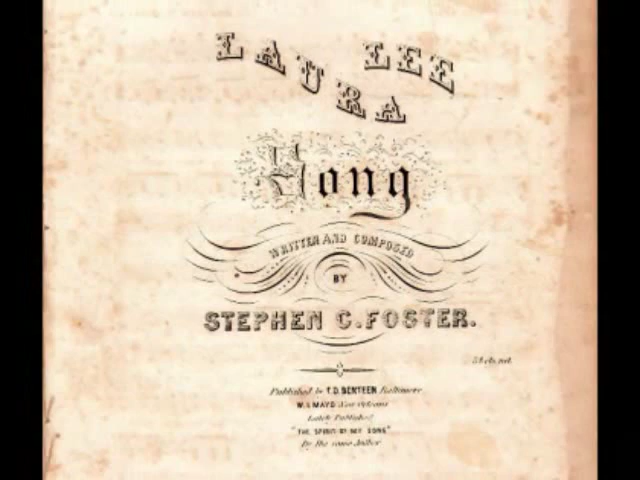 LAURA LEE
Song
WRITTEN AND COMPOSED
BY
STEPHEN C. FOSTER.
Published by F. D. BENTEEN Baltimore
W. T. MAYO New Orleans
Lately Published
"THE SPIRIT OF MY SONG"
By the same Author